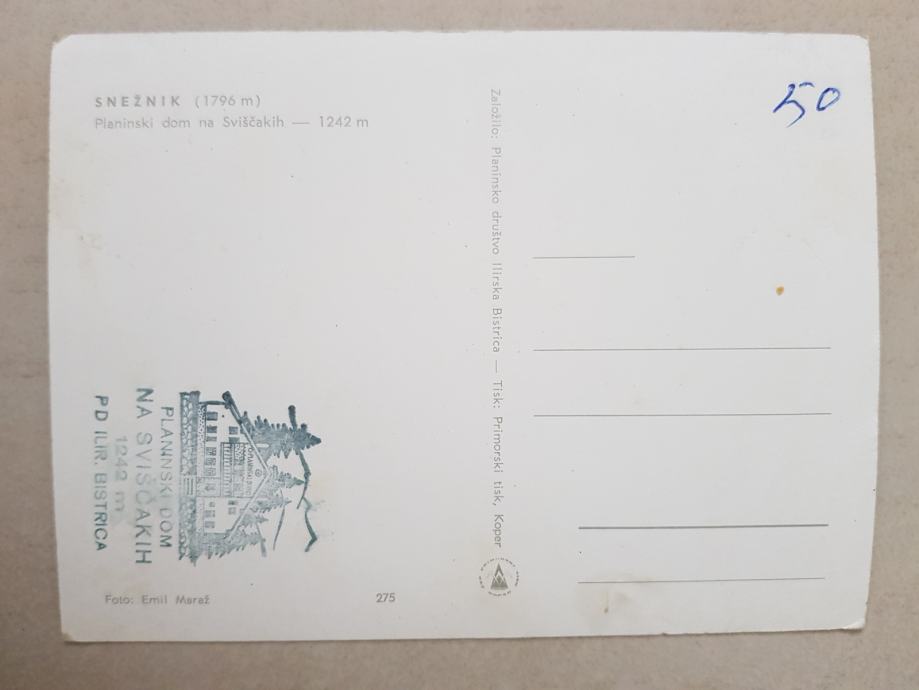 SNEŽNIK (1796 m)
Planinski dom na Sviščakih — 1242 m
50
Založilo: Planinsko društvo Ilirska Bistrica — Tisk: Primorski tisk, Koper
PLANINSKI DOM
NA SVIŠČAKIH
1242 m
PD ILIR. BISTRICA
Foto: Emil Maraž
275